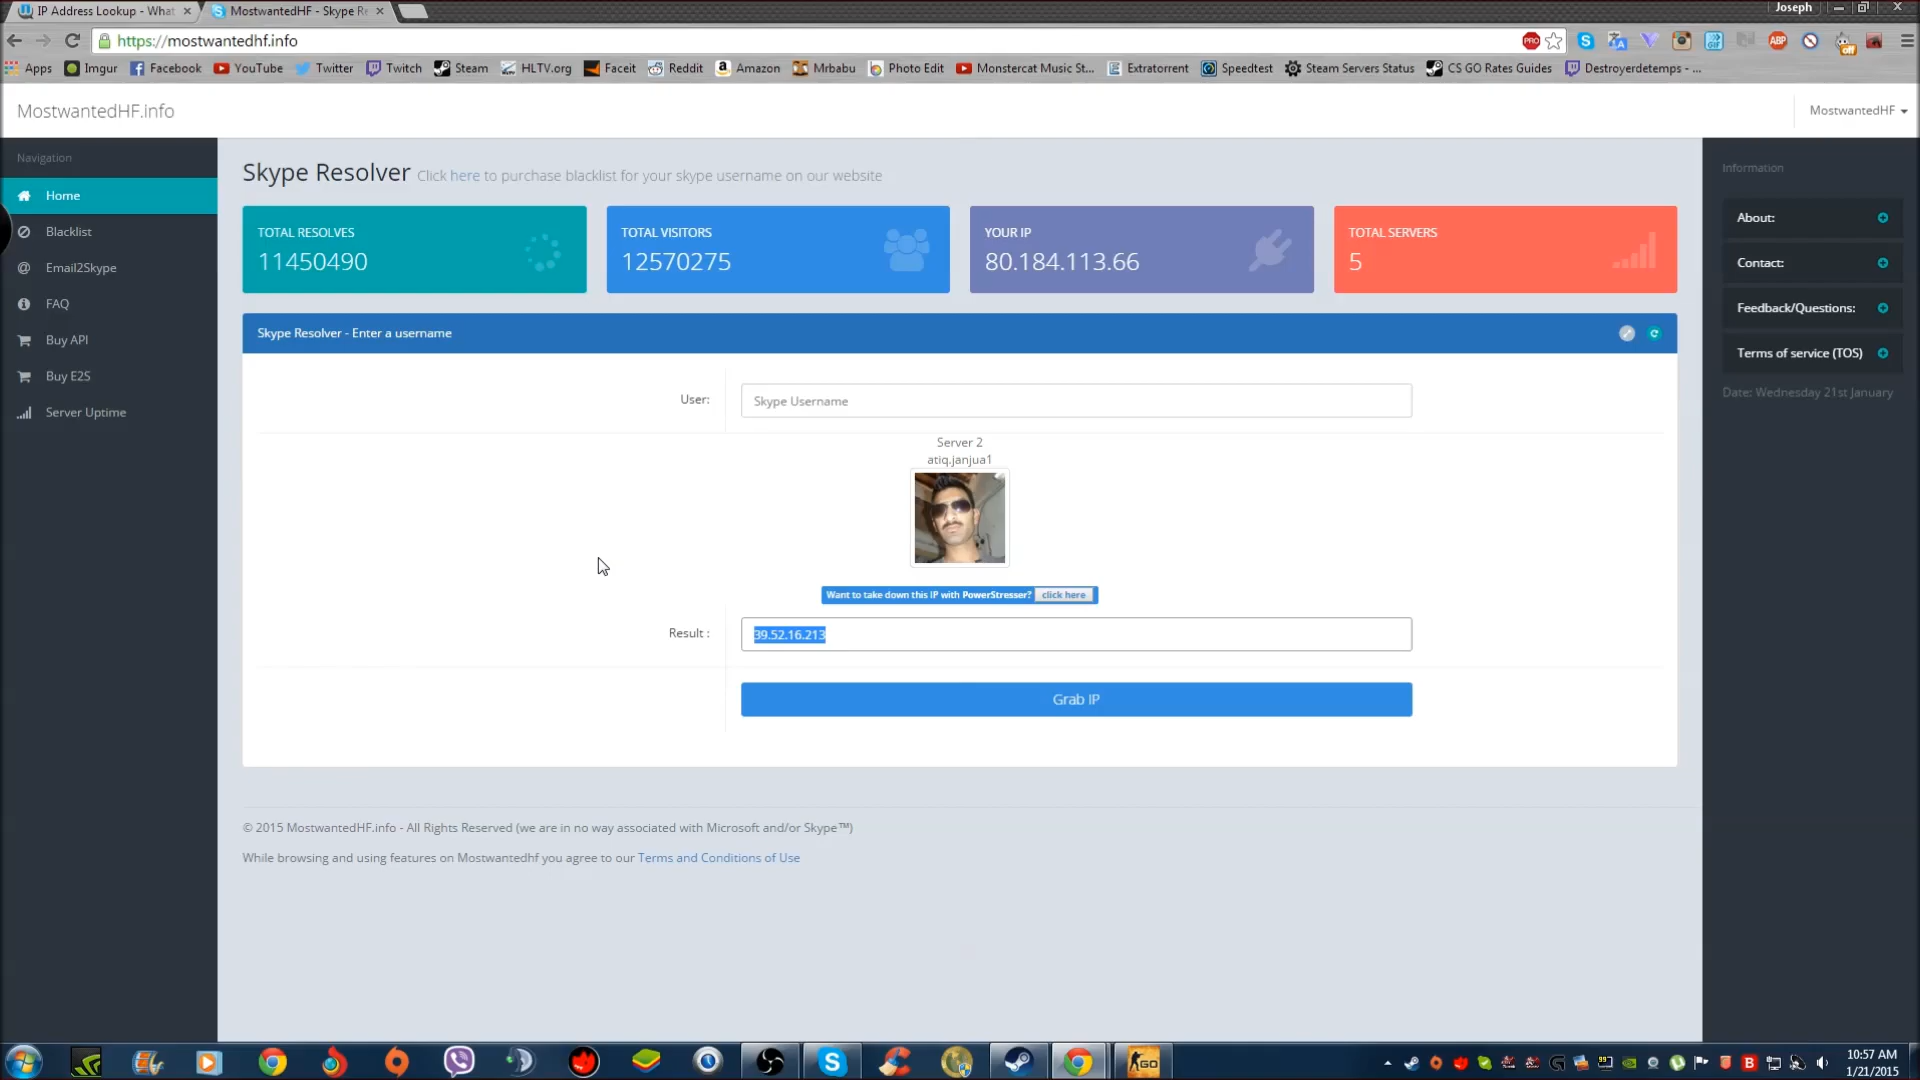 IP Address Lookup - What
MostwantedHF - Skype Re
Joseph
https://mostwantedhf.info
Apps
Imgur
Facebook
YouTube
Twitter
Twitch
Steam
HLTV.org
Faceit
Reddit
Amazon
Mrbabu
Photo Edit
Monstercat Music St...
Extratorrent
Speedtest
Steam Servers Status
CS GO Rates Guides
Destroyerdetemps - ...
MostwantedHF.info
MostwantedHF
Navigation
Home
Blacklist
Email2Skype
FAQ
Buy API
Buy E2S
Server Uptime
Skype Resolver Click here to purchase blacklist for your skype username on our website
TOTAL RESOLVES
11450490
TOTAL VISITORS
12570275
YOUR IP
80.184.113.66
TOTAL SERVERS
5
Skype Resolver - Enter a username
User:
Skype Username
Server 2
atiq.janjua1
Want to take down this IP with PowerStresser? click here
Result :
39.52.16.213
Grab IP
© 2015 MostwantedHF.info - All Rights Reserved (we are in no way associated with Microsoft and/or Skype™)
While browsing and using features on Mostwantedhf you agree to our Terms and Conditions of Use
Information
About:
Contact:
Feedback/Questions:
Terms of service (TOS)
Date: Wednesday 21st January
10:57 AM
1/21/2015